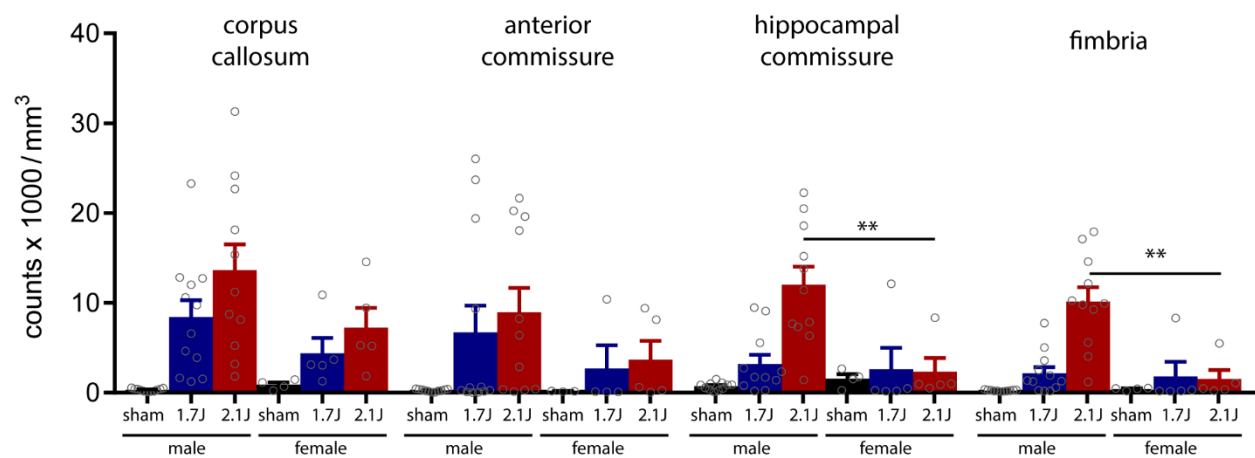 corpus callosum
anterior commissure
hippocampal commissure
fimbria
counts x 1000 / mm³
40
30
20
10
0
**
**
sham 1.7J 2.1J sham 1.7J 2.1J sham 1.7J 2.1J sham 1.7J 2.1J sham 1.7J 2.1J sham 1.7J 2.1J sham 1.7J 2.1J sham 1.7J 2.1J
male female male female male female male female